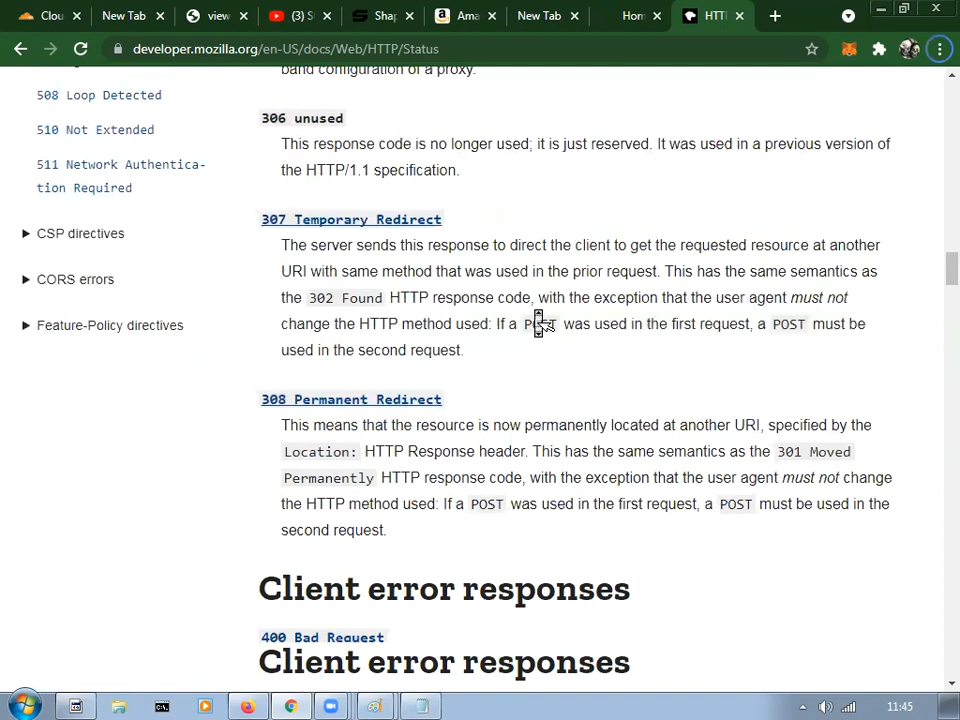 Clou
New Tab
view
(3) S
Shap
Ama
New Tab
Hom
HTT
developer.mozilla.org/en-US/docs/Web/HTTP/Status
band configuration of a proxy.
508 Loop Detected
510 Not Extended
511 Network Authentica-
tion Required
CSP directives
CORS errors
Feature-Policy directives
306 unused
This response code is no longer used; it is just reserved. It was used in a previous version of
the HTTP/1.1 specification.
307 Temporary Redirect
The server sends this response to direct the client to get the requested resource at another
URI with same method that was used in the prior request. This has the same semantics as
the 302 Found HTTP response code, with the exception that the user agent must not
change the HTTP method used: If a POST was used in the first request, a POST must be
used in the second request.
308 Permanent Redirect
This means that the resource is now permanently located at another URI, specified by the
Location: HTTP Response header. This has the same semantics as the 301 Moved
Permanently HTTP response code, with the exception that the user agent must not change
the HTTP method used: If a POST was used in the first request, a POST must be used in the
second request.
Client error responses
400 Bad Request
Client error responses
11:45